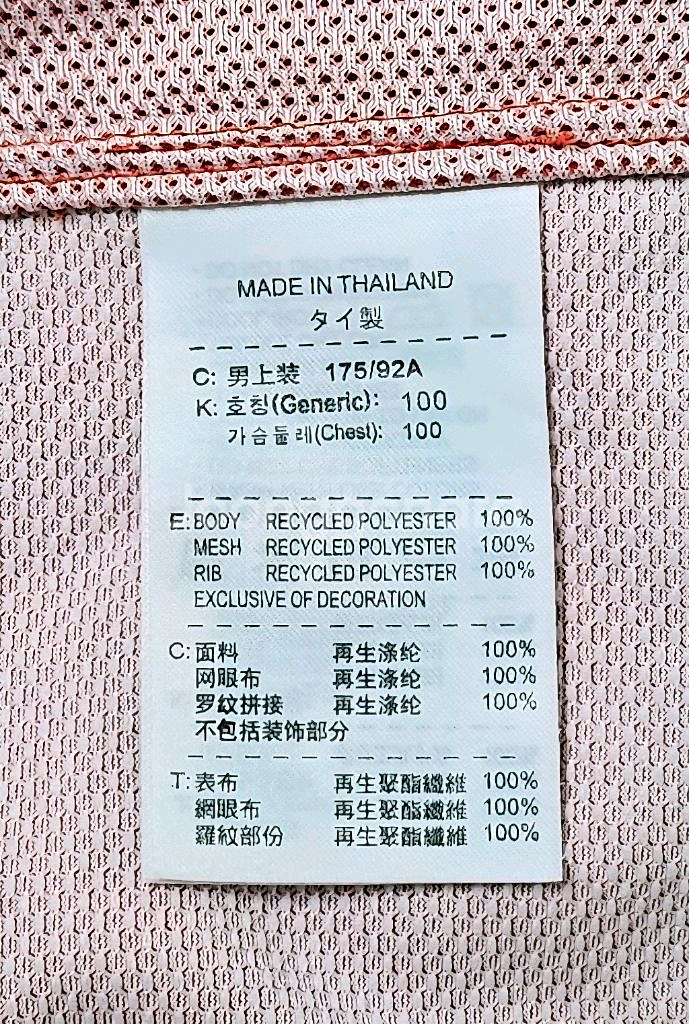 MADE IN THAILAND
タイ製
C: 男上装 175/92A
K: 호칭(Generic): 100
가슴둘레(Chest): 100
E: BODY RECYCLED POLYESTER 100%
MESH RECYCLED POLYESTER 100%
RIB RECYCLED POLYESTER 100%
EXCLUSIVE OF DECORATION
C: 面料 再生涤纶 100%
网眼布 再生涤纶 100%
罗紋拼接 再生涤纶 100%
不包括装饰部分
T: 表布 再生聚酯纖維 100%
網眼布 再生聚酯纖維 100%
羅紋部份 再生聚酯纖維 100%